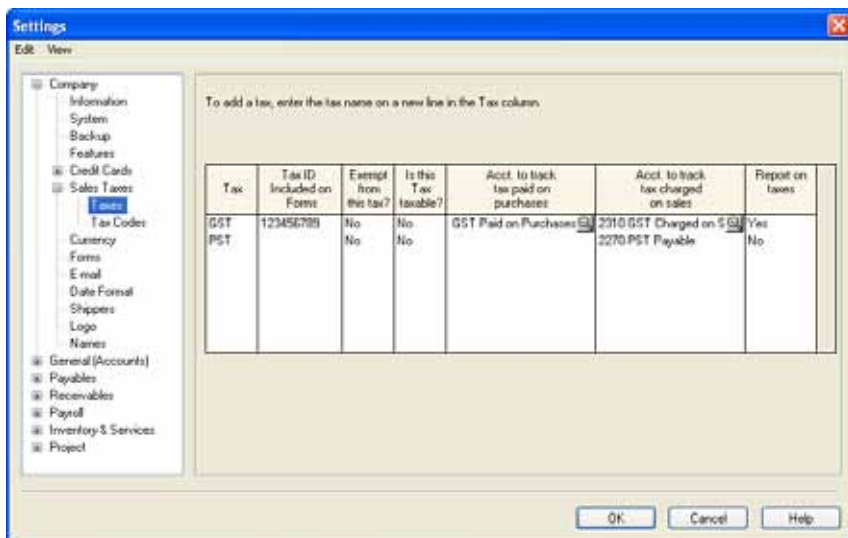 Settings
Edit View
Company
Information
System
Backup
Features
Credit Cards
Sales Taxes
Taxes
Tax Codes
Currency
Forms
E-mail
Date Format
Shippers
Logo
Names
General (Accounts)
Payables
Receivables
Payroll
Inventory & Services
Project
To add a tax, enter the tax name on a new line in the Tax column.
Tax
Tax ID
Included on
Forms
Exempt
from
this tax?
Is this
Tax
taxable?
Acct. to track
tax paid on
purchases
Acct. to track
tax charged
on sales
Report on
taxes
GST 123456789 No No GST Paid on Purchases 2310 GST Charged on S Yes
PST No No 2270 PST Payable No
OK Cancel Help